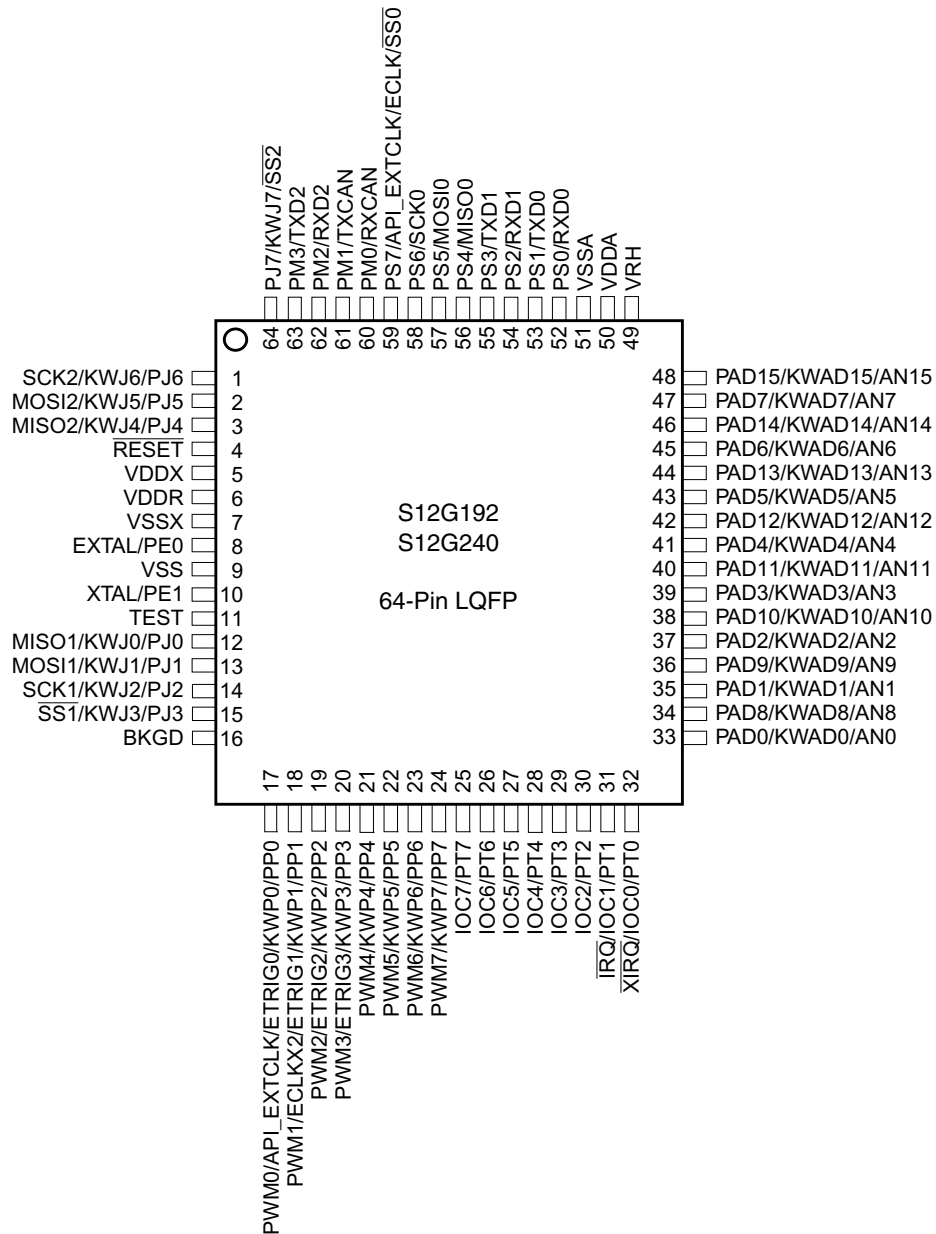 PJ7/KWJ7/SS2
PM3/TXD2
PM2/RXD2
PM1/TXCAN
PM0/RXCAN
PS7/API_EXTCLK/ECLK/SS0
PS6/SCK0
PS5/MOSI0
PS4/MISO0
PS3/TXD1
PS2/RXD1
PS1/TXD0
PS0/RXD0
VSSA
VDDA
VRH
64
63
62
61
60
59
58
57
56
55
54
53
52
51
50
49
SCK2/KWJ6/PJ6 1
MOSI2/KWJ5/PJ5 2
MISO2/KWJ4/PJ4 3
RESET 4
VDDX 5
VDDR 6
VSSX 7
EXTAL/PE0 8
VSS 9
XTAL/PE1 10
TEST 11
MISO1/KWJ0/PJ0 12
MOSI1/KWJ1/PJ1 13
SCK1/KWJ2/PJ2 14
SS1/KWJ3/PJ3 15
BKGD 16
S12G192
S12G240
64-Pin LQFP
48 PAD15/KWAD15/AN15
47 PAD7/KWAD7/AN7
46 PAD14/KWAD14/AN14
45 PAD6/KWAD6/AN6
44 PAD13/KWAD13/AN13
43 PAD5/KWAD5/AN5
42 PAD12/KWAD12/AN12
41 PAD4/KWAD4/AN4
40 PAD11/KWAD11/AN11
39 PAD3/KWAD3/AN3
38 PAD10/KWAD10/AN10
37 PAD2/KWAD2/AN2
36 PAD9/KWAD9/AN9
35 PAD1/KWAD1/AN1
34 PAD8/KWAD8/AN8
33 PAD0/KWAD0/AN0
17
18
19
20
21
22
23
24
25
26
27
28
29
30
31
32
PWM0/API_EXTCLK/ETRIG0/KWP0/PP0
PWM1/ECLKX2/ETRIG1/KWP1/PP1
PWM2/ETRIG2/KWP2/PP2
PWM3/ETRIG3/KWP3/PP3
PWM4/KWP4/PP4
PWM5/KWP5/PP5
PWM6/KWP6/PP6
PWM7/KWP7/PP7
IOC7/PT7
IOC6/PT6
IOC5/PT5
IOC4/PT4
IOC3/PT3
IOC2/PT2
IRQ/IOC1/PT1
XIRQ/IOC0/PT0